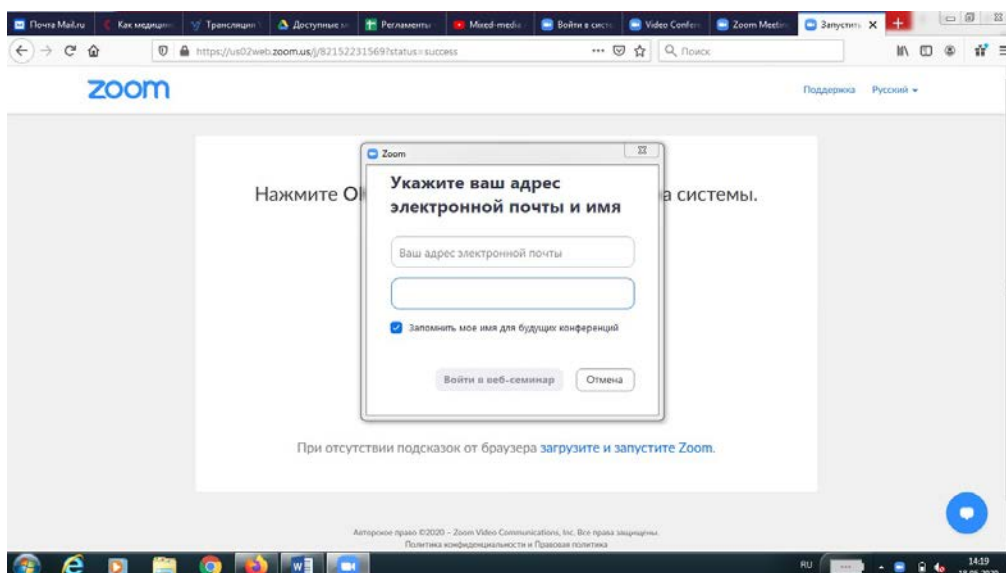 Почта Mail.ru
Как медицин
Трансляция
Доступные
Регламенты
Mixed-media
Войти в сист
Video Confer
Zoom Meetin
Запустить
https://us02web.zoom.us/j/82152231569?status=success
Поиск
zoom
Поддержка
Русский
Zoom
Укажите ваш адрес
электронной почты и имя
Нажмите
а системы.
Ваш адрес электронной почты
Запомнить мое имя для будущих конференций
Войти в веб-семинар
Отмена
При отсутствии подсказок от браузера загрузите и запустите Zoom.
Авторское право ©2020 - Zoom Video Communications, Inc. Все права защищены.
Политика конфиденциальности и Правовая политика
RU
14:19